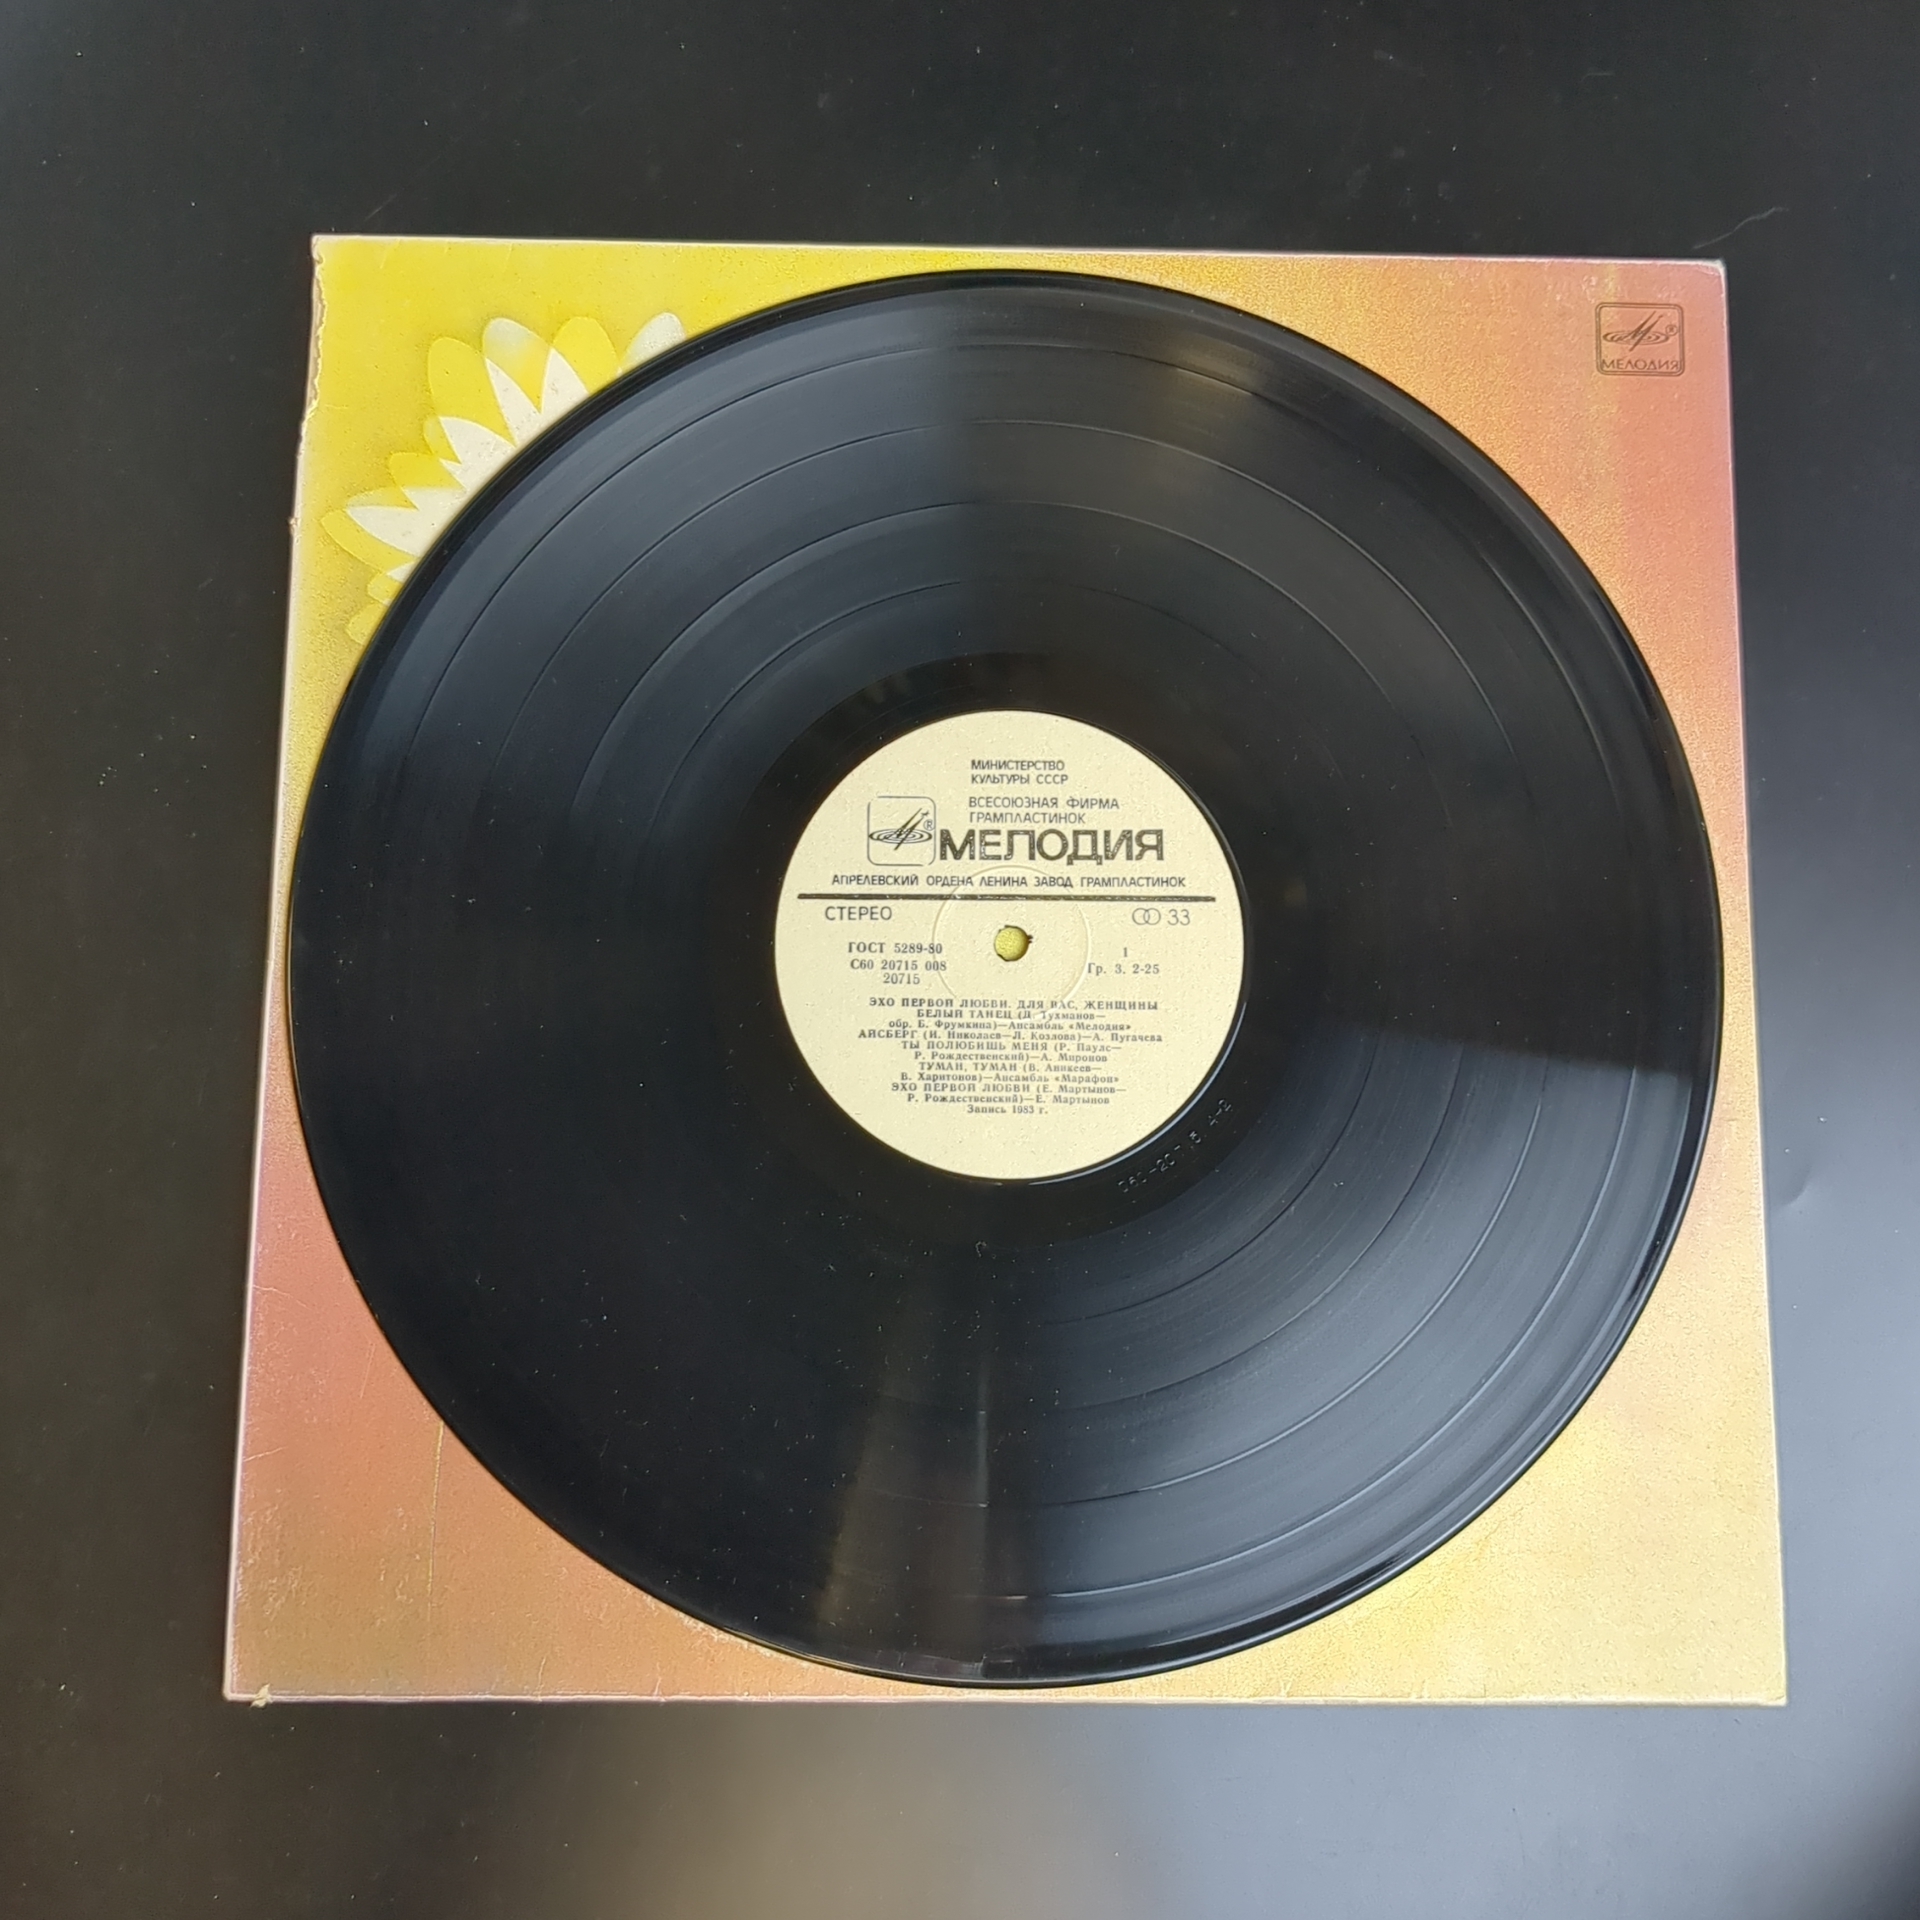 МЕЛОДИЯ
МИНИСТЕРСТВО
КУЛЬТУРЫ СССР
ВСЕСОЮЗНАЯ ФИРМА
ГРАМПЛАСТИНОК
® МЕЛОДИЯ
АПРЕЛЕВСКИЙ ОРДЕНА ЛЕНИНА ЗАВОД ГРАМПЛАСТИНОК
СТЕРЕО 33
ГОСТ 5289-80
С60 20715 008
20715
1
Гр. 3. 2-25
ЭХО ПЕРВОЙ ЛЮБВИ. ДЛЯ ВАС, ЖЕНЩИНЫ
БЕЛЫЙ ТАНЕЦ (Д. Тухманов—
обр. Б. Фрумкина)—Ансамбль «Мелодия»
АЙСБЕРГ (И. Николаев—Л. Козлова)—А. Пугачева
ТЫ ПОЛЮБИШЬ МЕНЯ (Р. Паулс—
Р. Рождественский)—А. Миронов
ТУМАН, ТУМАН (В. Аникеев—
В. Харитонов)—Ансамбль «Марафон»
ЭХО ПЕРВОЙ ЛЮБВИ (Е. Мартынов—
Р. Рождественский)—Е. Мартынов
Запись 1983 г.